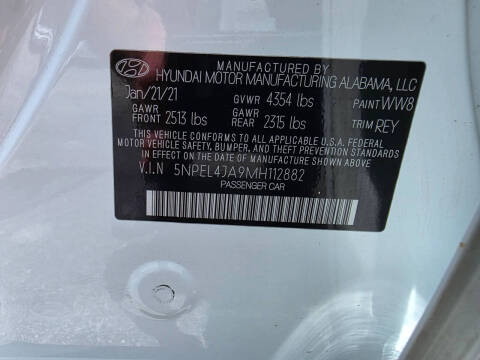 MANUFACTURED BY
HYUNDAI MOTOR MANUFACTURING ALABAMA, LLC
Jan/21/21 GVWR 4354 lbs PAINT WW8
GAWR FRONT 2513 lbs GAWR REAR 2315 lbs TRIM REY
THIS VEHICLE CONFORMS TO ALL APPLICABLE U.S.A. FEDERAL
MOTOR VEHICLE SAFETY, BUMPER, AND THEFT PREVENTION STANDARDS
IN EFFECT ON THE DATE OF MANUFACTURE SHOWN ABOVE.
V.I.N 5NPEL4JA9MH112882
PASSENGER CAR